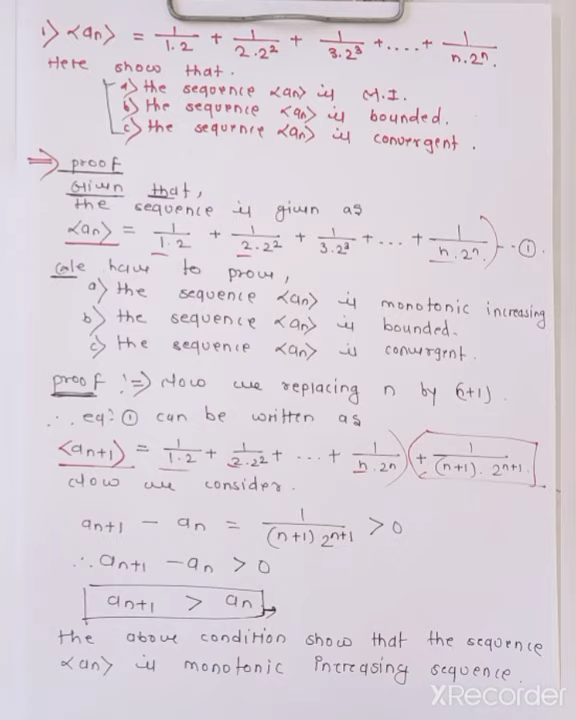 1) <an> = 1/1.2 + 1/2.2² + 1/3.2³ + .... + 1/n.2ⁿ.
Here show that.
a) the sequence <an> is M.I.
b) the sequence <an> is bounded.
c) the sequence <an> is convergent.
⇒ proof
Given that,
the sequence is given as
<an> = 1/1.2 + 1/2.2² + 1/3.2³ + ... + 1/n.2ⁿ) -- ①.
we have to prove,
a) the sequence <an> is monotonic increasing
b) the sequence <an> is bounded.
c) the sequence <an> is convergent.
proof :⇒ Now we replacing n by (n+1).
∴ eqⁿ ① can be written as
<an+1> = 1/1.2 + 1/2.2² + ... + 1/n.2n) (+ 1/(n+1).2ⁿ⁺¹
Now we consider.
an+1 - an = 1/(n+1) 2ⁿ⁺¹ > 0
∴ an+1 - an > 0
an+1 > an
the above condition show that the sequence
<an> is monotonic increasing sequence.
XRecorder